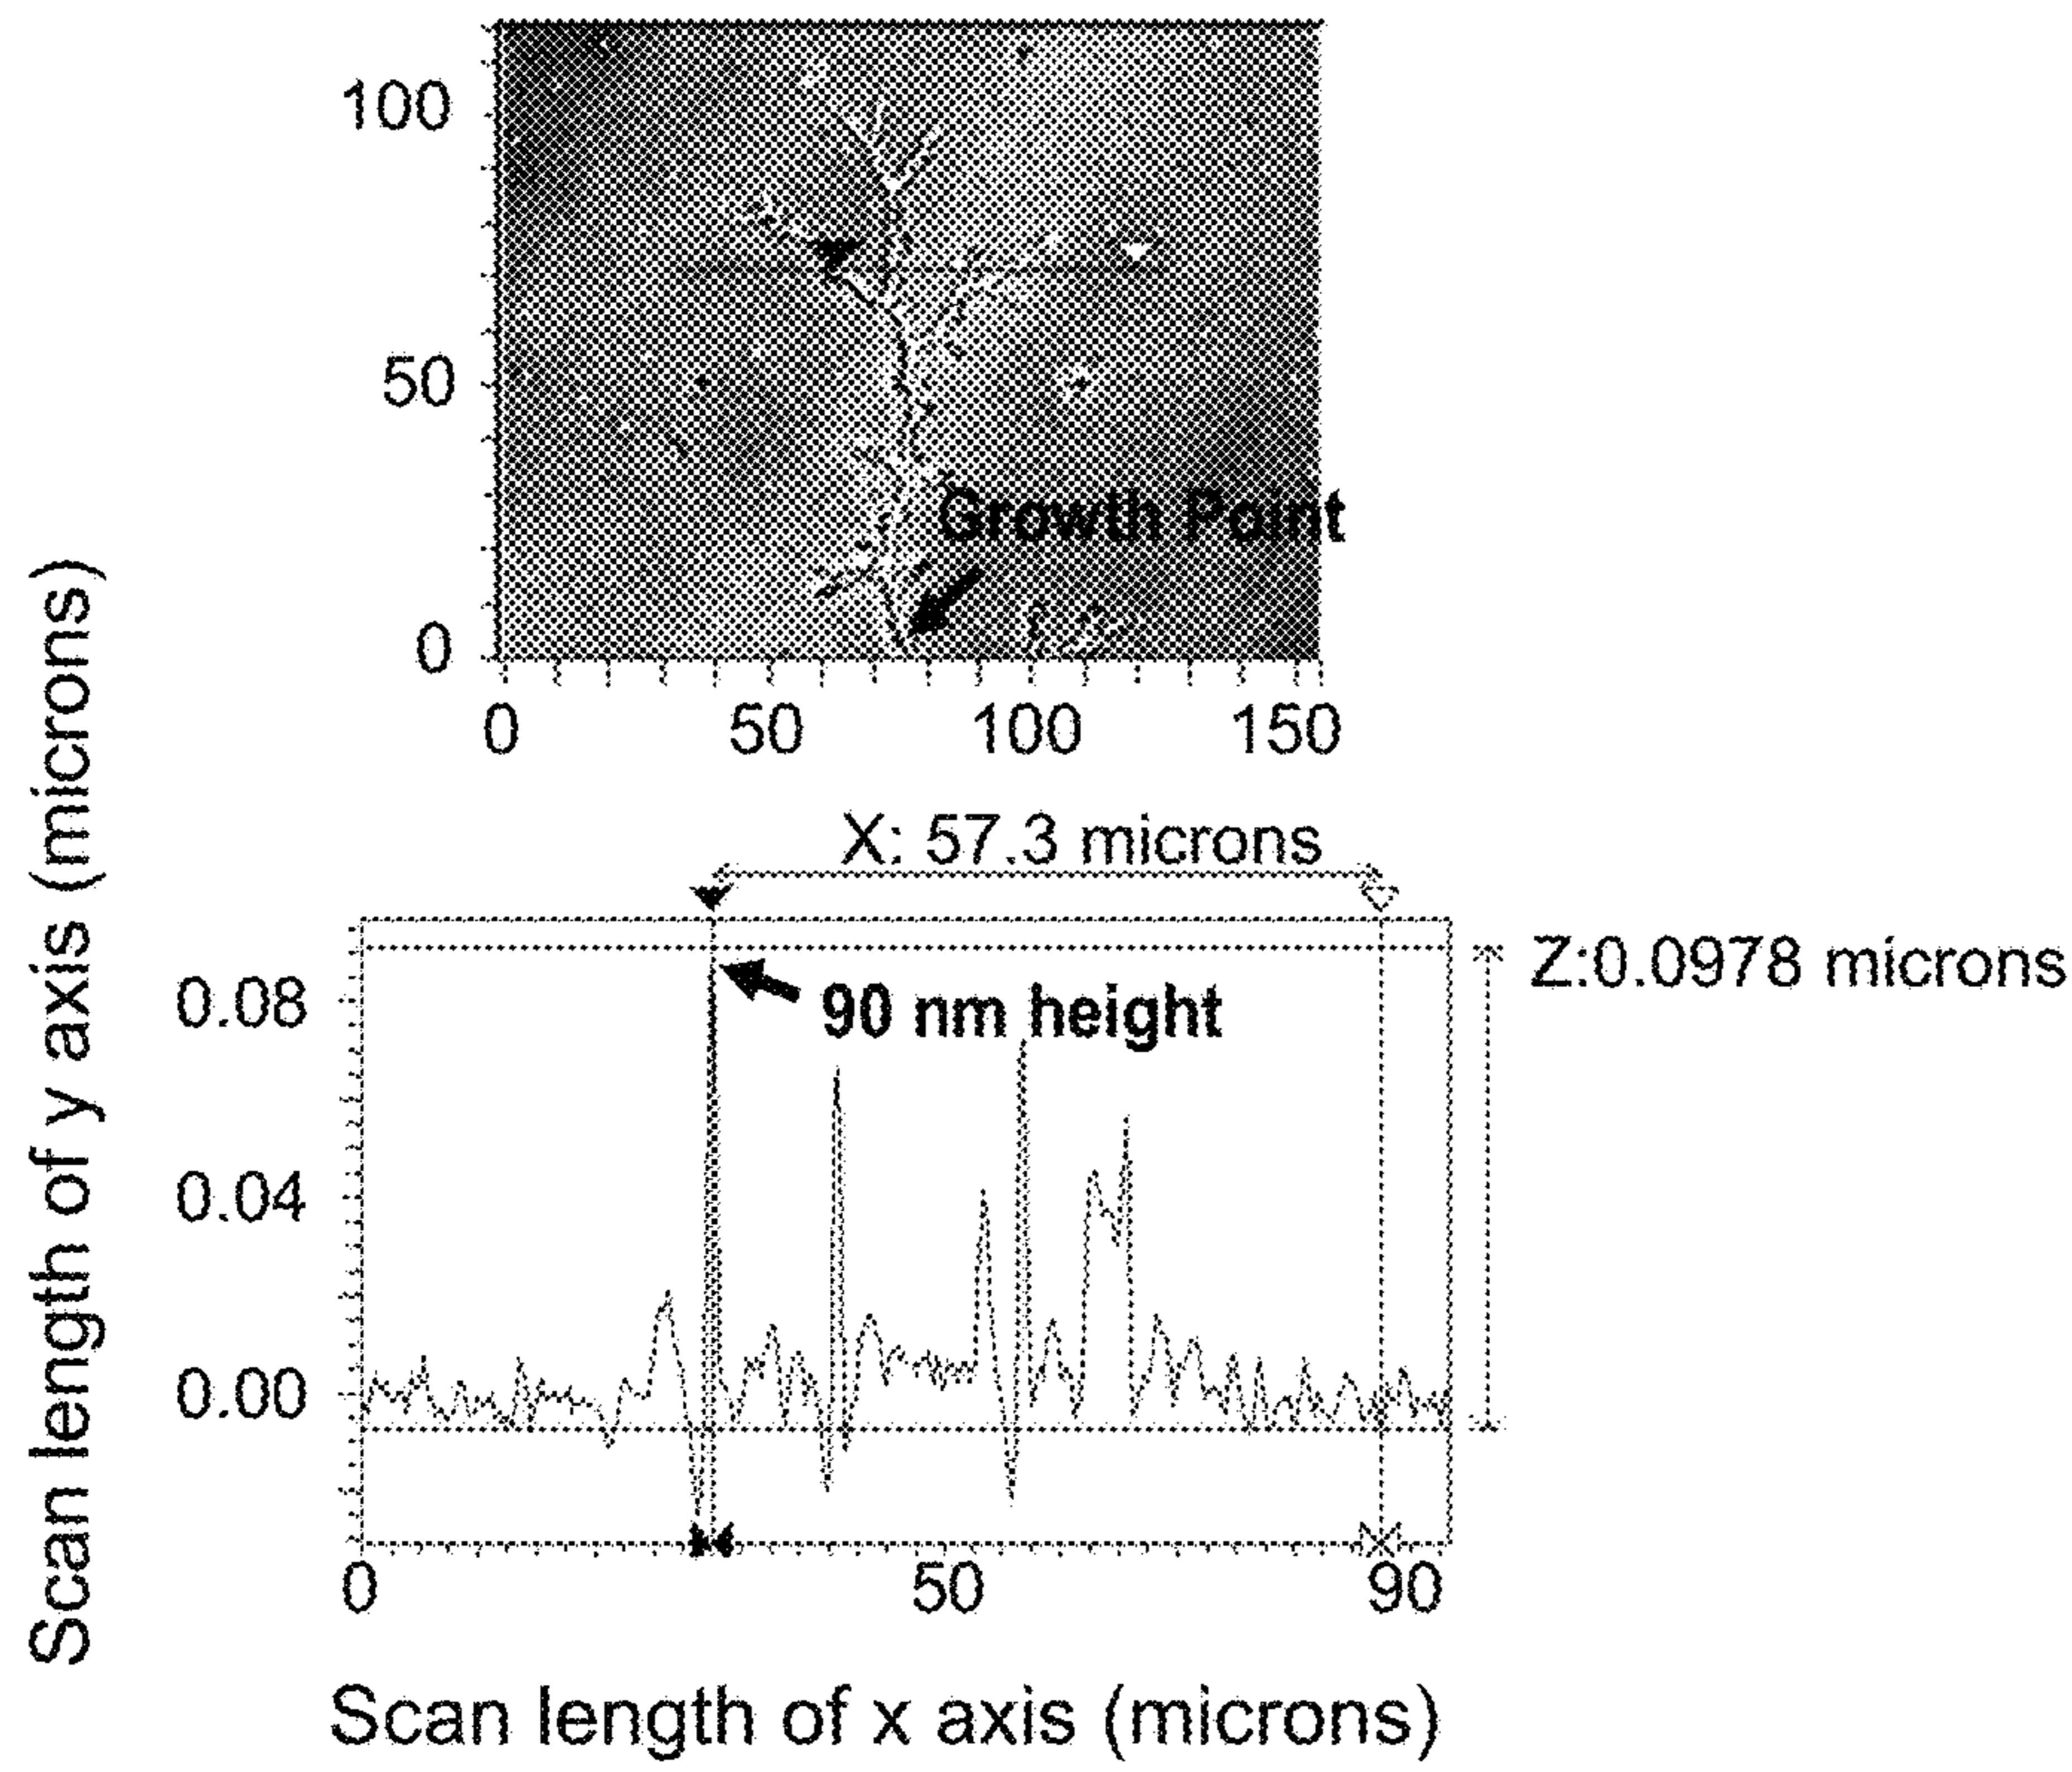 100
50
0
Growth Point
0 50 100 150
X: 57.3 microns
Z:0.0978 microns
90 nm height
0.08
0.04
0.00
0 50 90
Scan length of y axis (microns)
Scan length of x axis (microns)